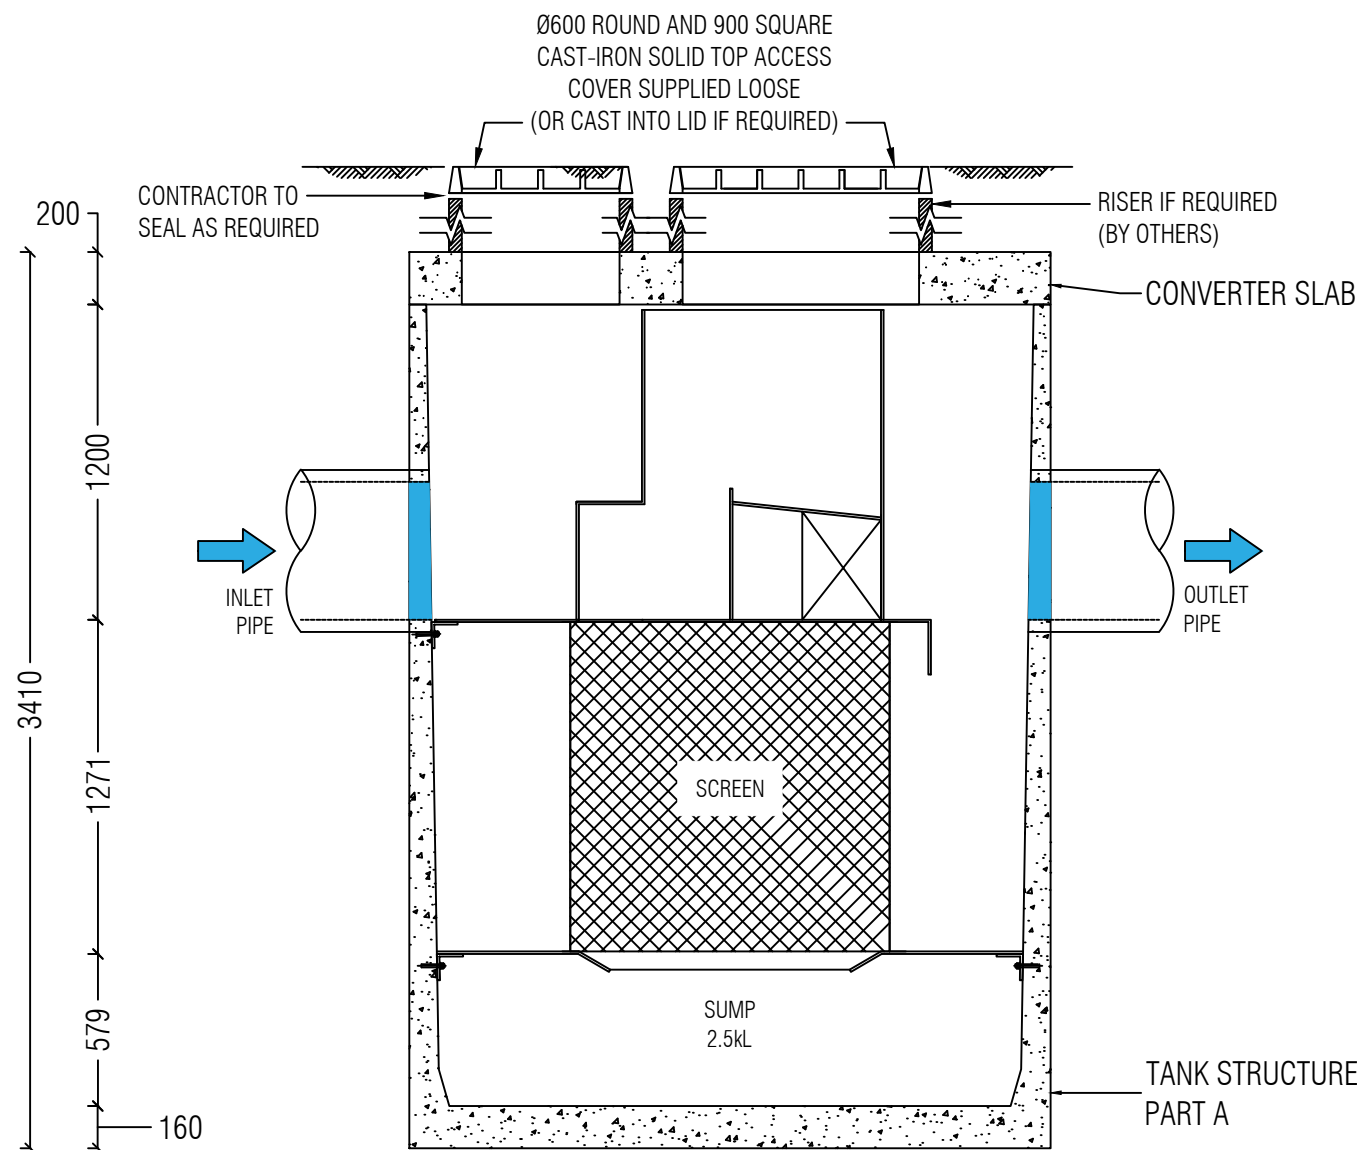 Ø600 ROUND AND 900 SQUARE
CAST-IRON SOLID TOP ACCESS
COVER SUPPLIED LOOSE
(OR CAST INTO LID IF REQUIRED)
CONTRACTOR TO
SEAL AS REQUIRED
RISER IF REQUIRED
(BY OTHERS)
200
CONVERTER SLAB
1200
INLET
PIPE
OUTLET
PIPE
3410
1271
SCREEN
579
SUMP
2.5kL
TANK STRUCTURE
PART A
160